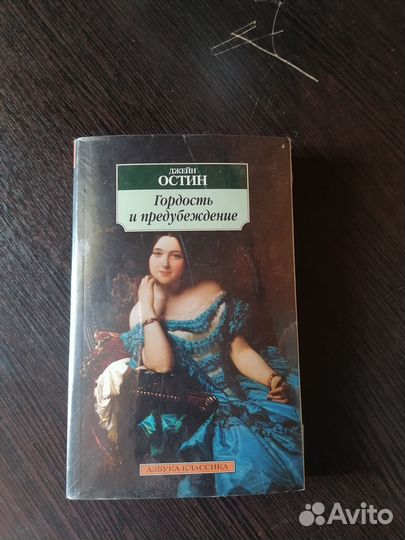 ДЖЕЙН
ОСТИН
Гордость
и предубеждение
АЗБУКА-КЛАССИКА
Avito